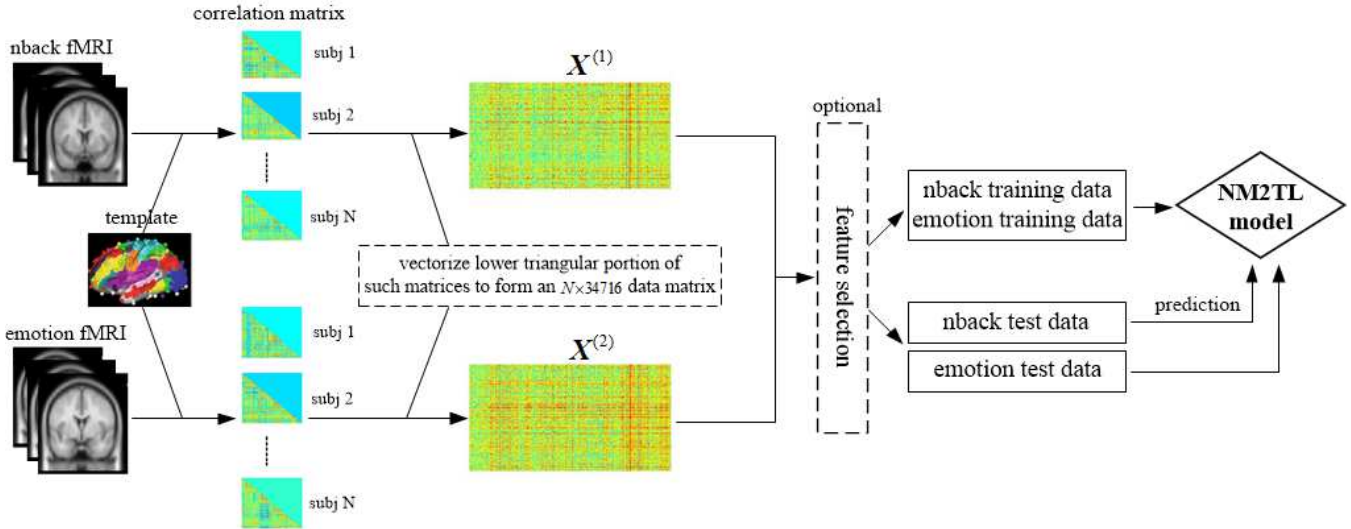 correlation matrix
nback fMRI
subj 1
subj 2
subj N
X(1)
template
vectorize lower triangular portion of
such matrices to form an N×34716 data matrix
emotion fMRI
subj 1
subj 2
subj N
X(2)
optional
feature selection
nback training data
emotion training data
NM2TL
model
nback test data
prediction
emotion test data